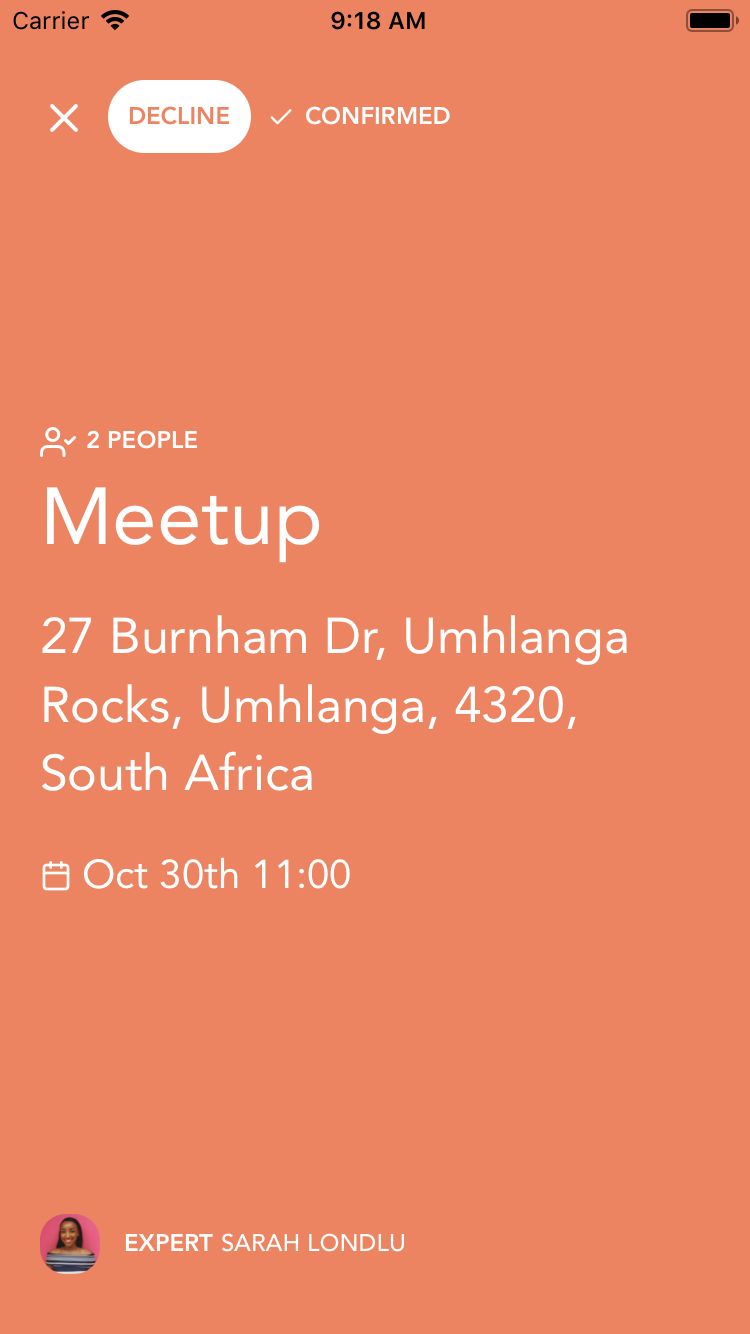 Carrier 9:18 AM
DECLINE CONFIRMED
2 PEOPLE
Meetup
27 Burnham Dr, Umhlanga
Rocks, Umhlanga, 4320,
South Africa
Oct 30th 11:00
EXPERT SARAH LONDLU